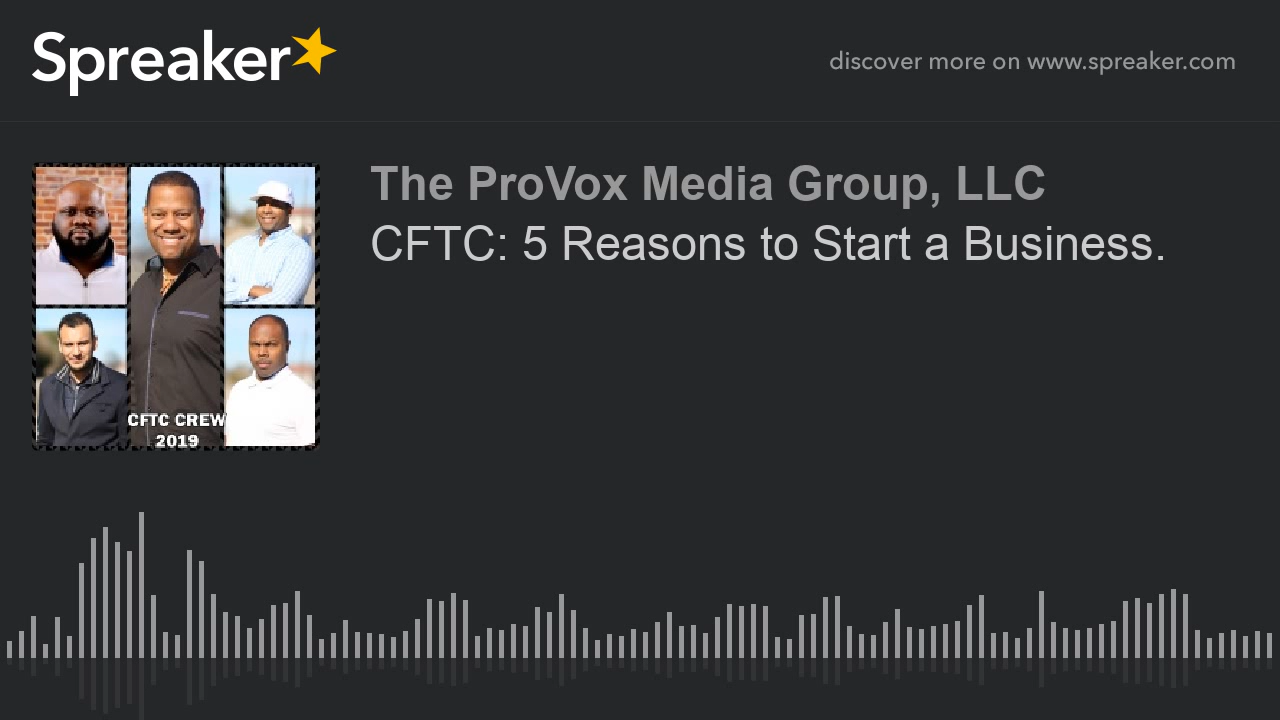 Spreaker
discover more on www.spreaker.com
The ProVox Media Group, LLC
CFTC: 5 Reasons to Start a Business.
CFTC CREW
2019